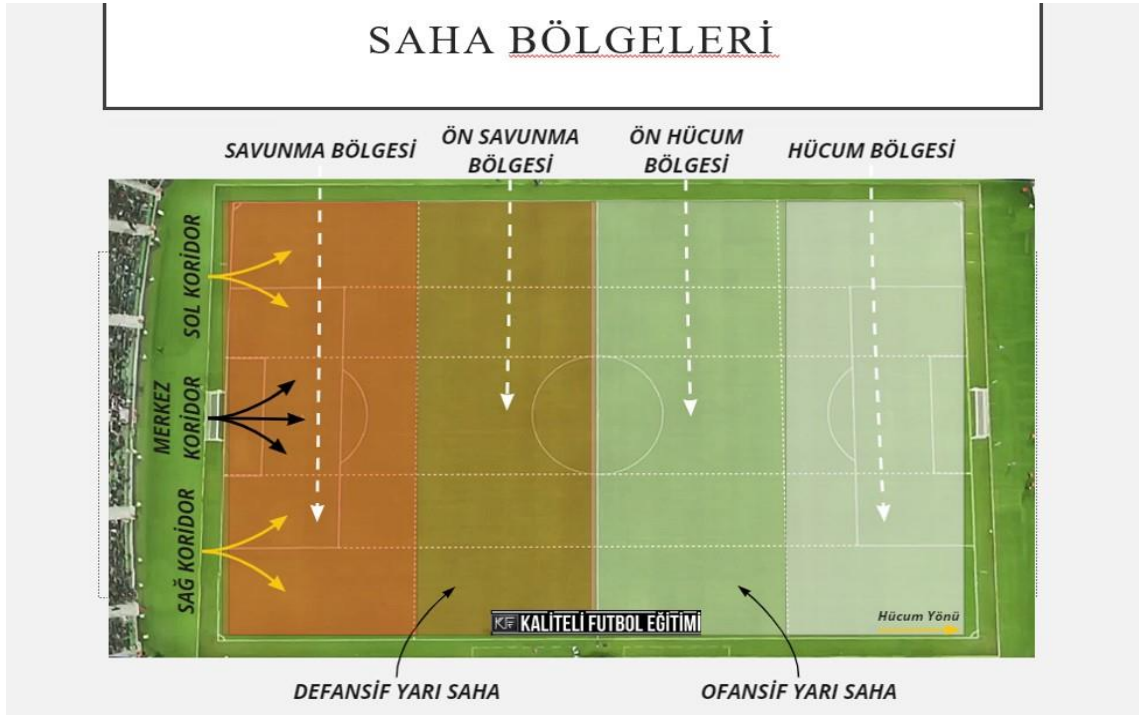 SAHA BÖLGELERİ
SAVUNMA BÖLGESİ
ÖN SAVUNMA
BÖLGESİ
ÖN HÜCUM
BÖLGESİ
HÜCUM BÖLGESİ
SOL KORİDOR
MERKEZ
KORİDOR
SAĞ KORİDOR
KFE KALİTELİ FUTBOL EĞİTİMİ
Hücum Yönü
DEFANSİF YARI SAHA
OFANSİF YARI SAHA